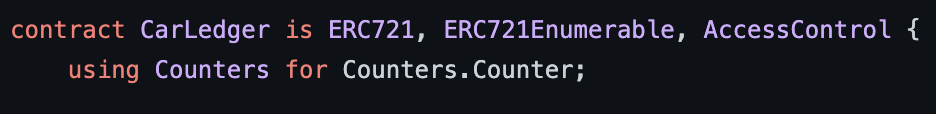 contract CarLedger is ERC721, ERC721Enumerable, AccessControl {
    using Counters for Counters.Counter;